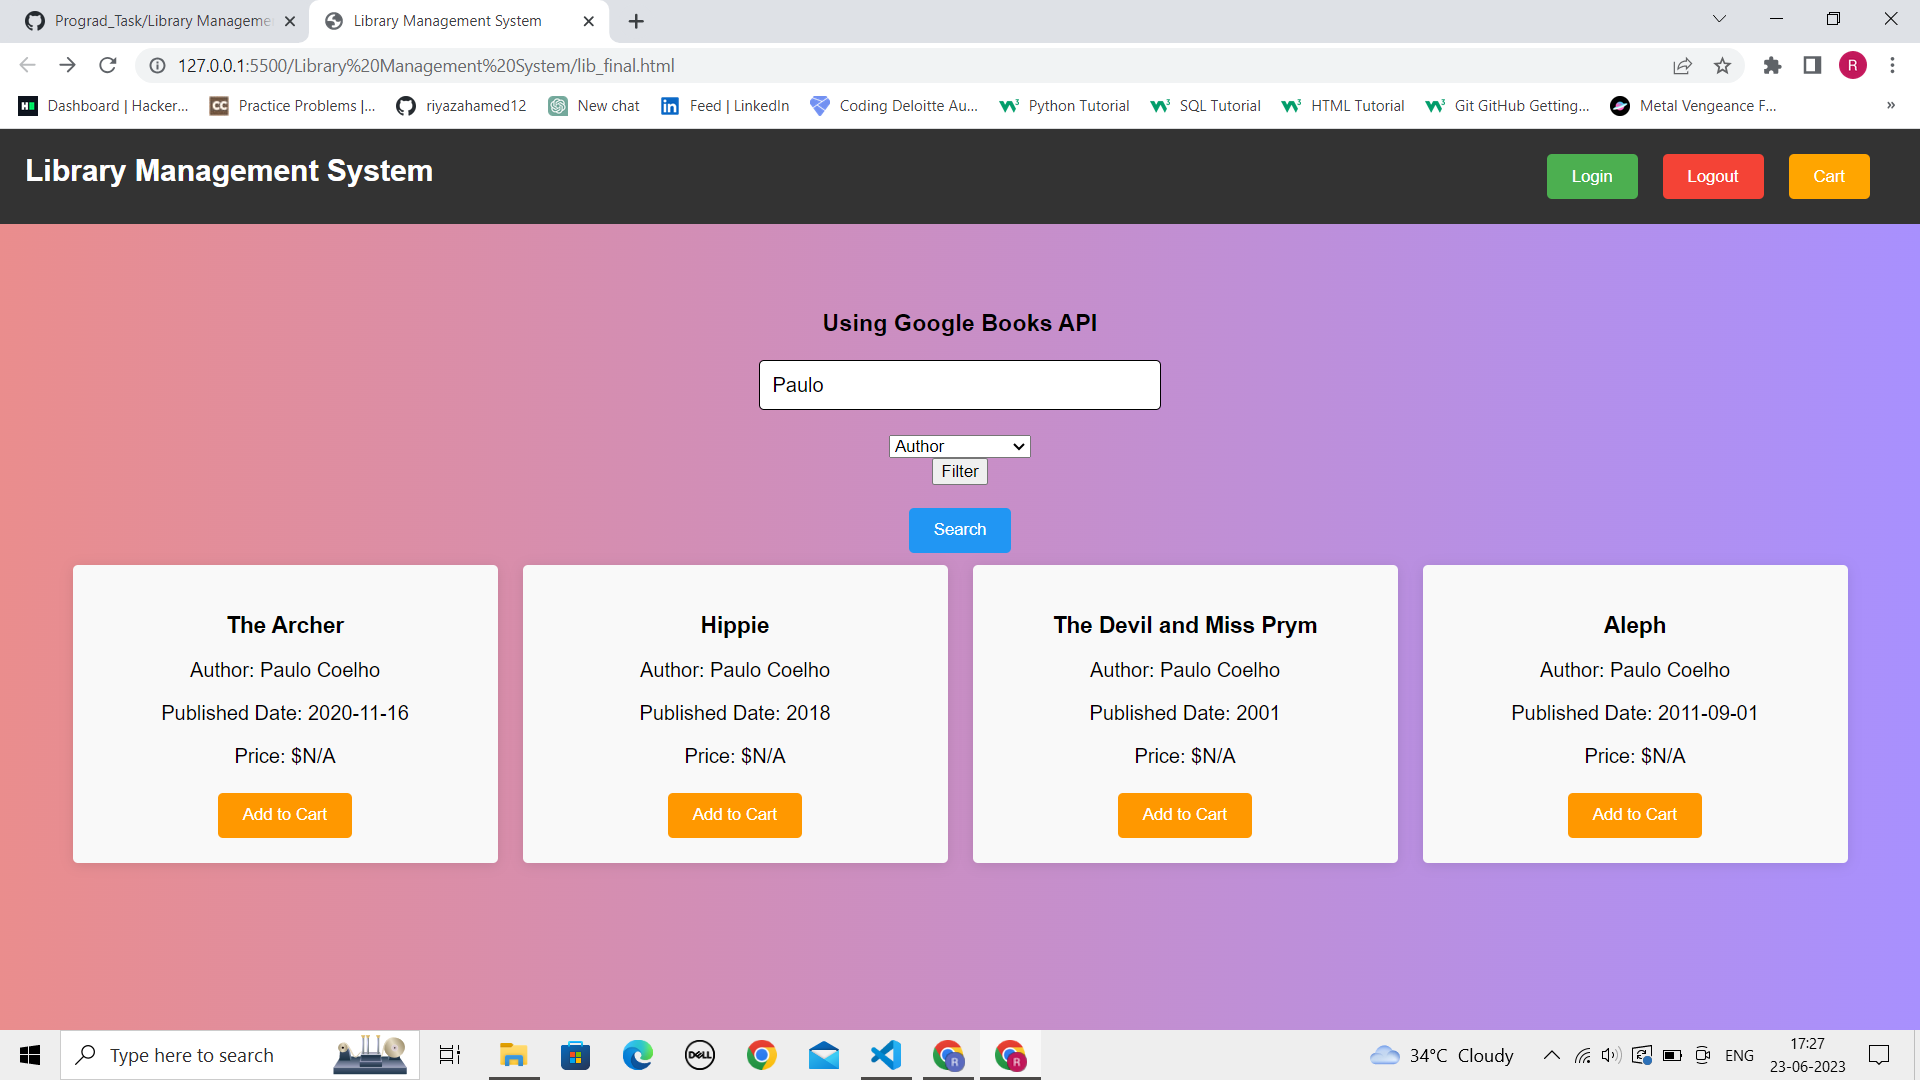 Prograd_Task/Library Manageme
Library Management System
127.0.0.1:5500/Library%20Management%20System/lib_final.html
R
Dashboard | Hacker...
CC
Practice Problems |...
riyazahamed12
New chat
Feed | LinkedIn
Coding Deloitte Au...
Python Tutorial
SQL Tutorial
HTML Tutorial
Git GitHub Getting...
Metal Vengeance F...
»
Library Management System
Login
Logout
Cart
Using Google Books API
Paulo
Author
Filter
Search
The Archer
Author: Paulo Coelho
Published Date: 2020-11-16
Price: $N/A
Add to Cart
Hippie
Author: Paulo Coelho
Published Date: 2018
Price: $N/A
Add to Cart
The Devil and Miss Prym
Author: Paulo Coelho
Published Date: 2001
Price: $N/A
Add to Cart
Aleph
Author: Paulo Coelho
Published Date: 2011-09-01
Price: $N/A
Add to Cart
Type here to search
DELL
R
R
34°C Cloudy
ENG
17:27
23-06-2023